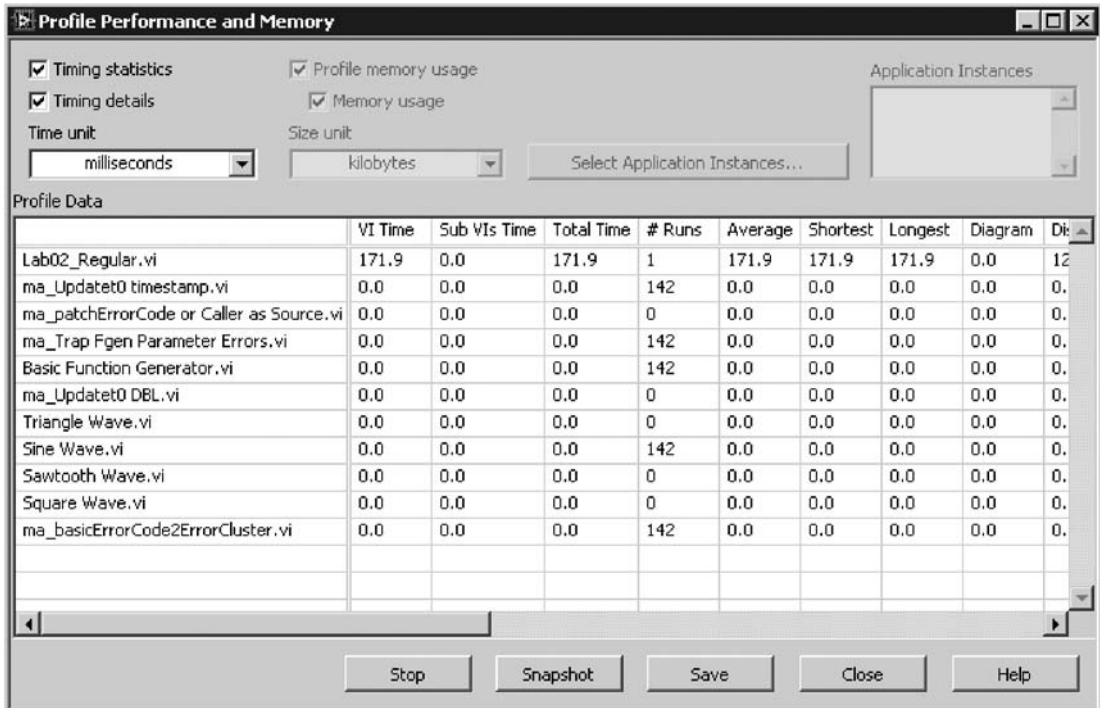 Profile Performance and Memory
Timing statistics Profile memory usage Application Instances
Timing details Memory usage
Time unit Size unit
milliseconds kilobytes Select Application Instances...
Profile Data
VI Time Sub VIs Time Total Time # Runs Average Shortest Longest Diagram
Lab02_Regular.vi 171.9 0.0 171.9 1 171.9 171.9 171.9 0.0 12
ma_Updatet0 timestamp.vi 0.0 0.0 0.0 142 0.0 0.0 0.0 0.0 0.
ma_patchErrorCode or Caller as Source.vi 0.0 0.0 0.0 0 0.0 0.0 0.0 0.0 0.
ma_Trap Fgen Parameter Errors.vi 0.0 0.0 0.0 142 0.0 0.0 0.0 0.0 0.
Basic Function Generator.vi 0.0 0.0 0.0 142 0.0 0.0 0.0 0.0 0.
ma_Updatet0 DBL.vi 0.0 0.0 0.0 0 0.0 0.0 0.0 0.0 0.
Triangle Wave.vi 0.0 0.0 0.0 0 0.0 0.0 0.0 0.0 0.
Sine Wave.vi 0.0 0.0 0.0 142 0.0 0.0 0.0 0.0 0.
Sawtooth Wave.vi 0.0 0.0 0.0 0 0.0 0.0 0.0 0.0 0.
Square Wave.vi 0.0 0.0 0.0 0 0.0 0.0 0.0 0.0 0.
ma_basicErrorCode2ErrorCluster.vi 0.0 0.0 0.0 142 0.0 0.0 0.0 0.0 0.
Stop Snapshot Save Close Help